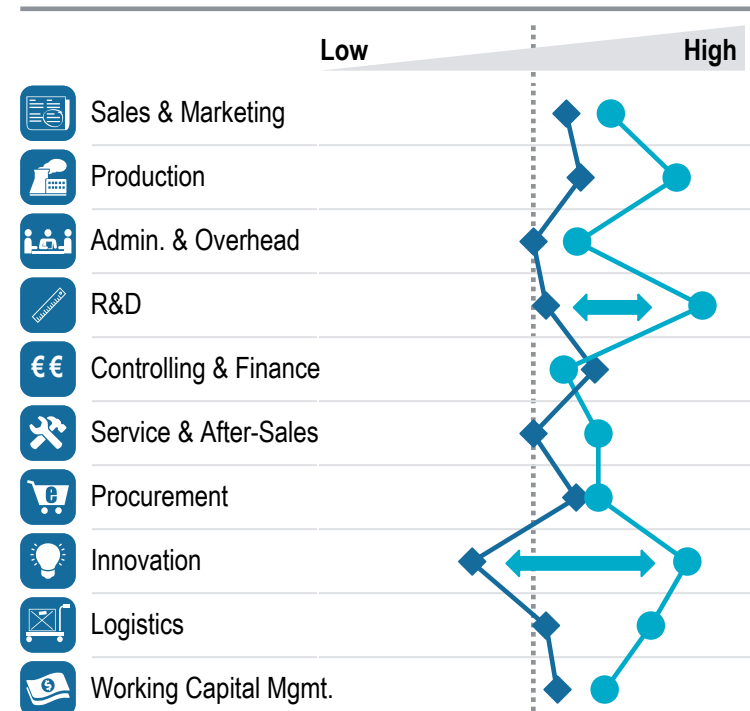 Low High
Sales & Marketing
Production
Admin. & Overhead
R&D
€€ Controlling & Finance
Service & After-Sales
e Procurement
Innovation
Logistics
$ Working Capital Mgmt.